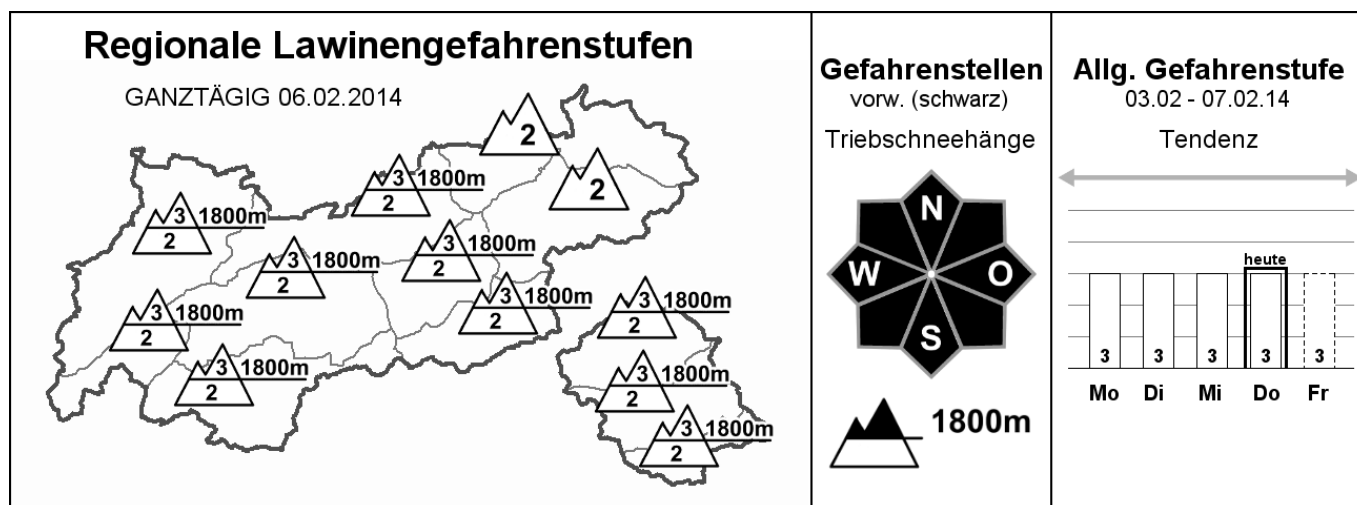 Regionale Lawinengefahrenstufen
GANZTÄGIG 06.02.2014
2
2
3 1800m
2
3 1800m
2
3 1800m
2
3 1800m
2
3 1800m
2
3 1800m
2
3 1800m
2
3 1800m
2
3 1800m
2
3 1800m
2
3 1800m
2
Gefahrenstellen
vorw. (schwarz)
Triebschneehänge
N
W O
S
1800m
Allg. Gefahrenstufe
03.02 - 07.02.14
Tendenz
heute
3 3 3 3 3
Mo Di Mi Do Fr